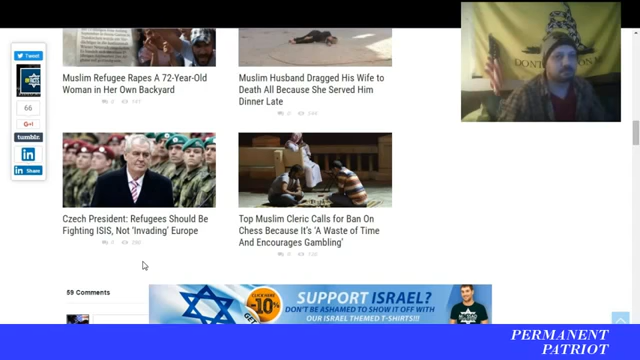 Tweet
66
G+
tumblr.
in
in Share
Muslim Refugee Rapes A 72-Year-Old
Woman in Her Own Backyard
Muslim Husband Dragged His Wife to
Death All Because She Served Him
Dinner Late
Czech President: Refugees Should Be
Fighting ISIS, Not 'Invading' Europe
Top Muslim Cleric Calls for Ban On
Chess Because It's 'A Waste of Time
And Encourages Gambling'
59 Comments
CLICK HERE
-10%
GET
SUPPORT ISRAEL?
DON'T BE ASHAMED TO SHOW IT OFF WITH
OUR ISRAEL THEMED T-SHIRTS!!!
PERMANENT
PATRIOT